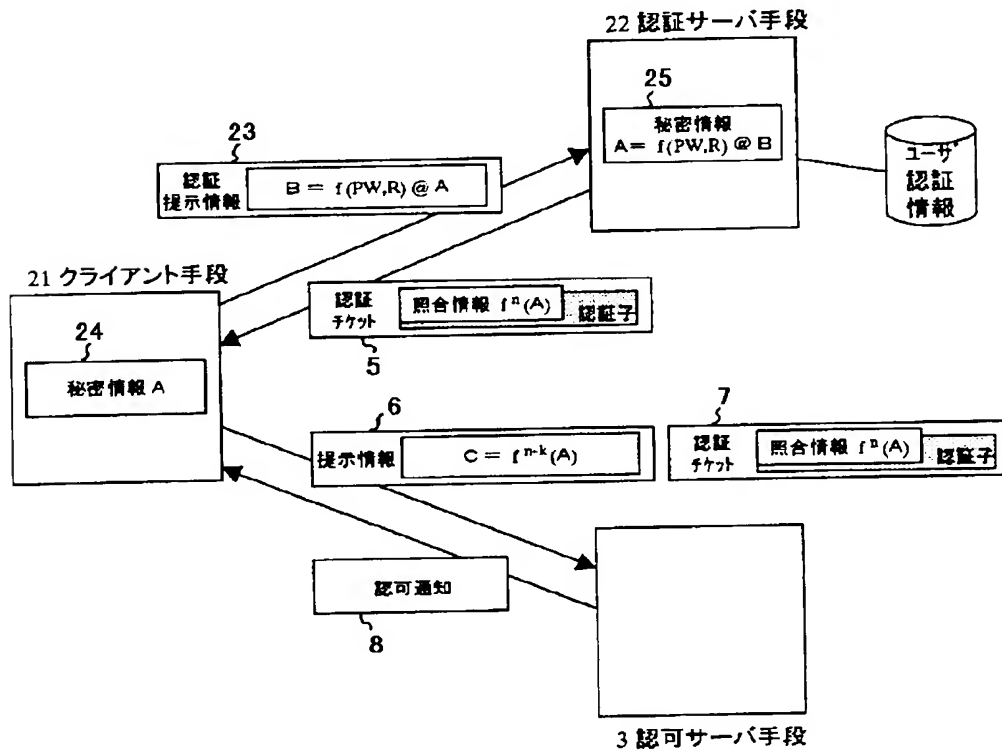 22 認証サーバ手段
25
秘密情報
A = f(PW,R) @ B
ユーザ
認証
情報
23
認証
提示情報
B = f(PW,R) @ A
21 クライアント手段
24
秘密情報 A
認証
チケット
照合情報 fⁿ(A)
認証子
5
6
提示情報
C = fⁿ⁻ᵏ(A)
7
認証
チケット
照合情報 fⁿ(A)
認証子
認可通知
8
3 認可サーバ手段